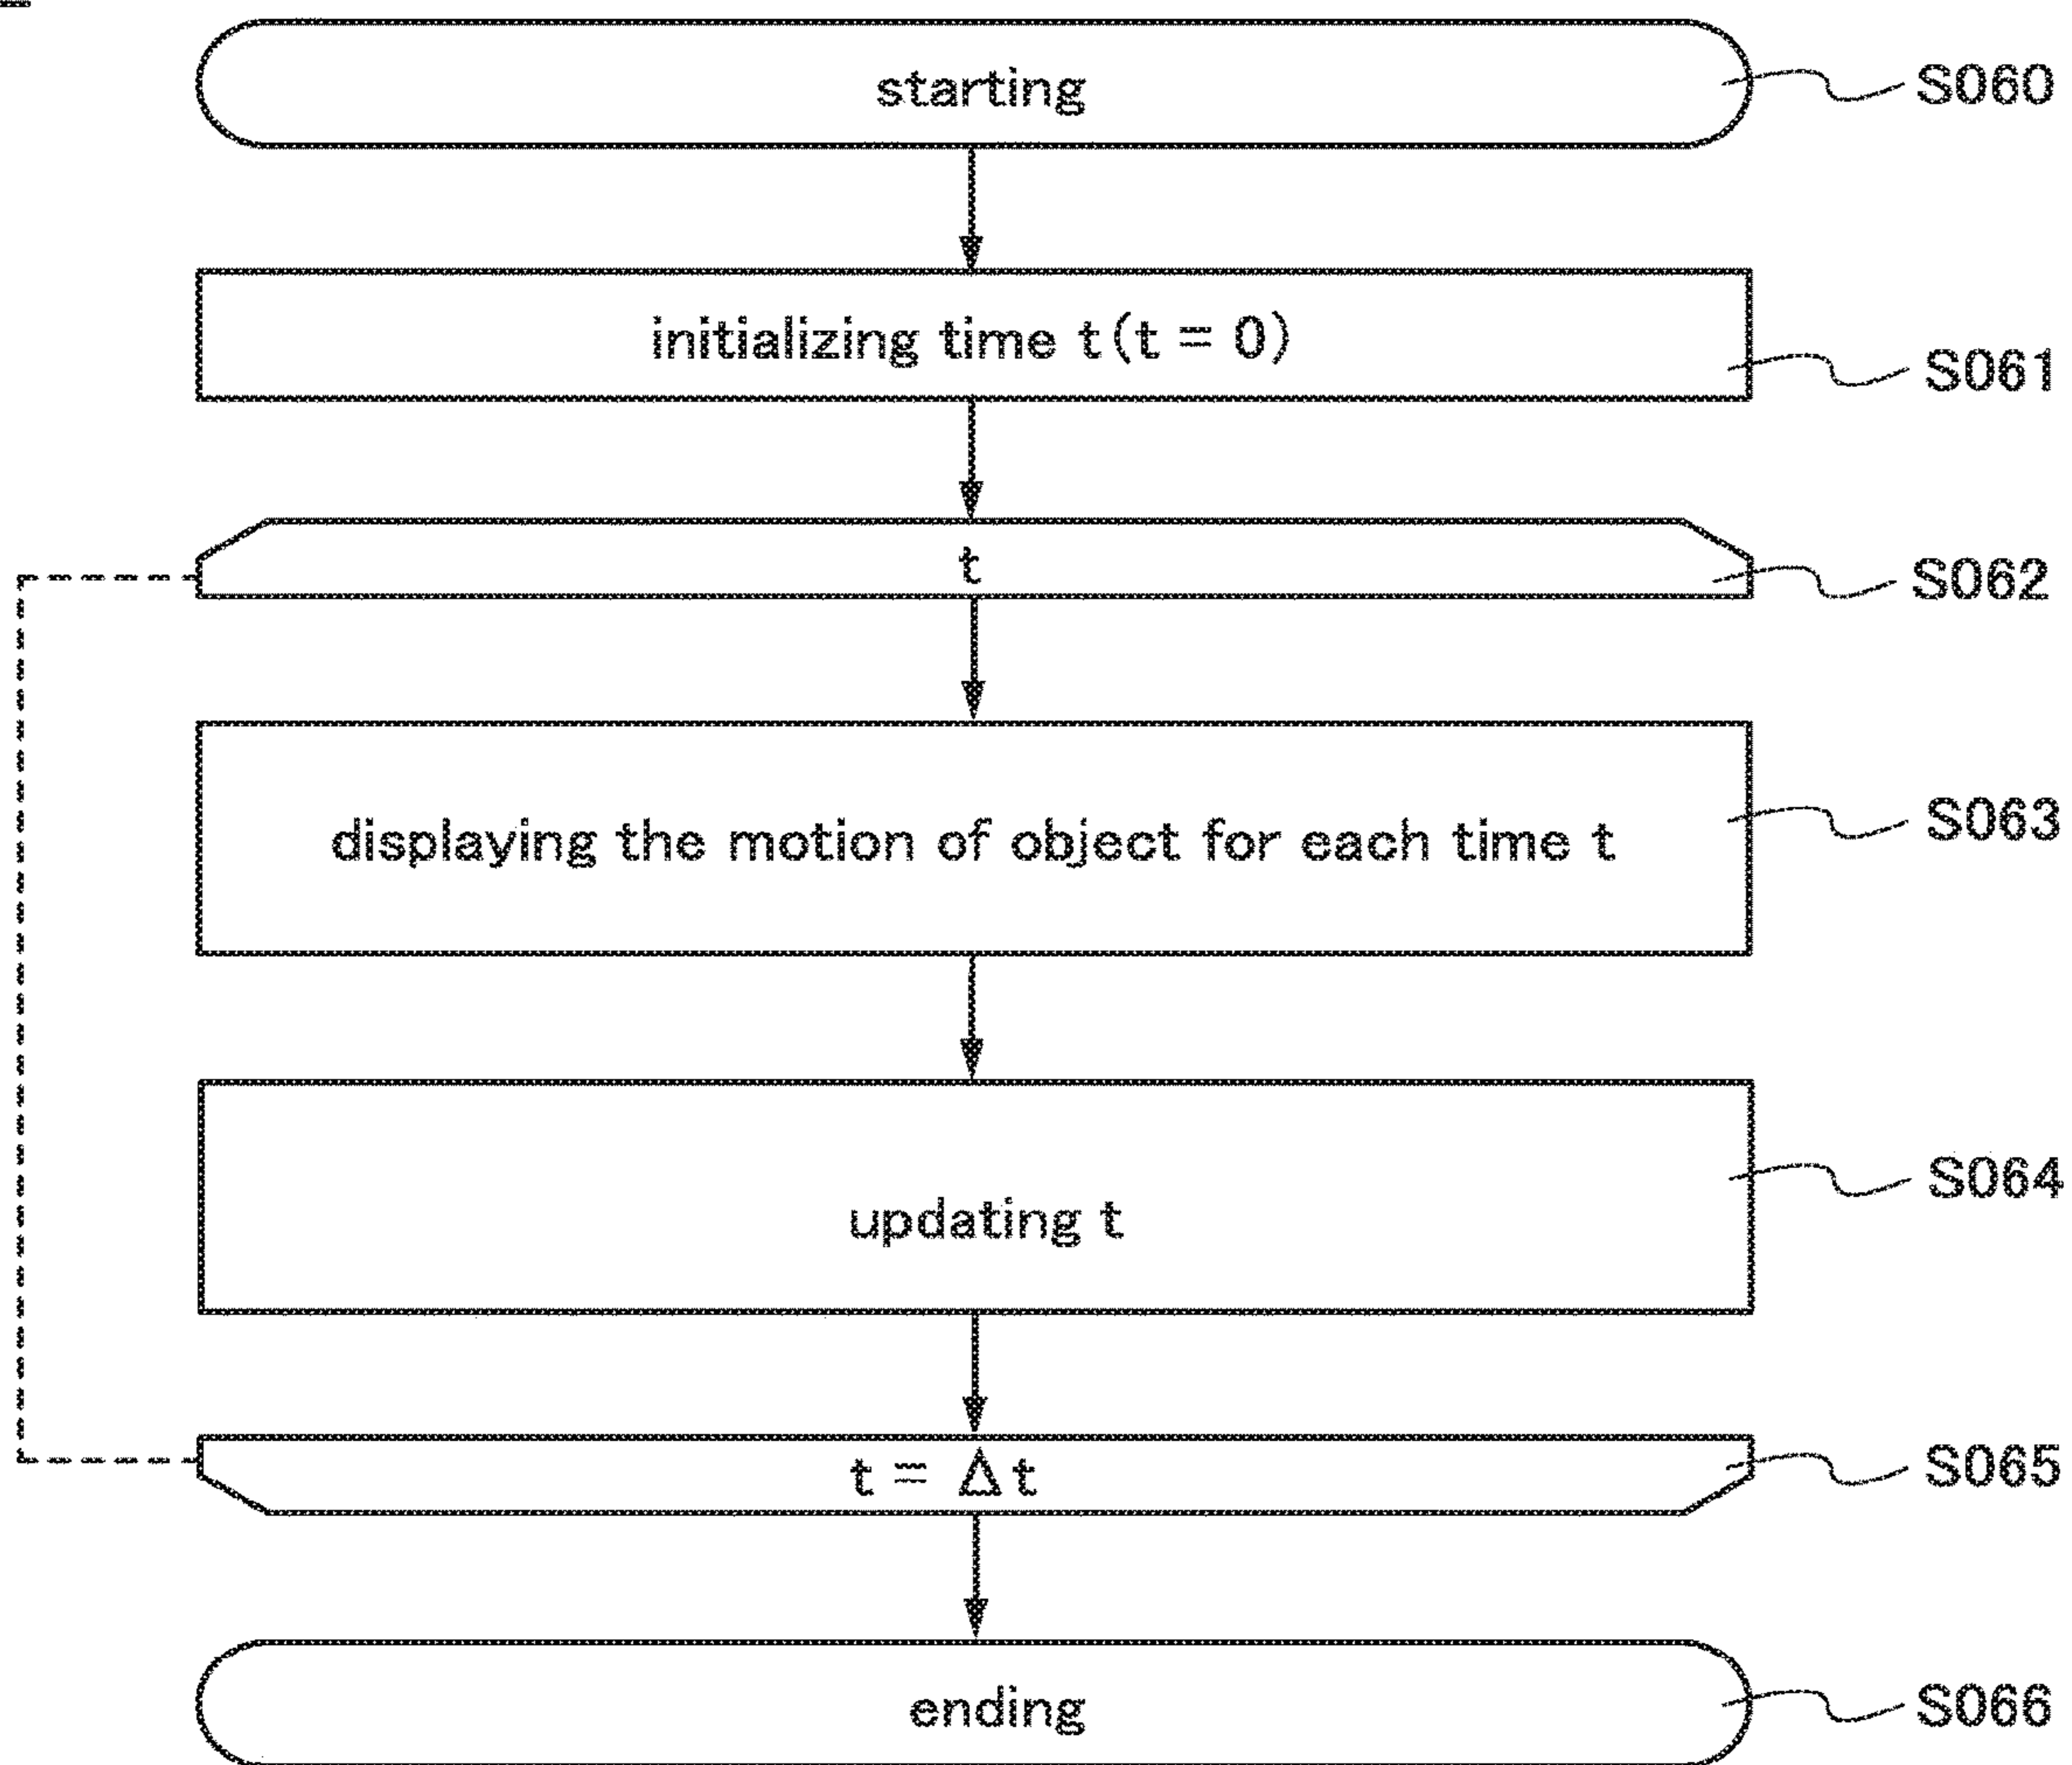 starting S060
initializing time t(t = 0) S061
t S062
displaying the motion of object for each time t S063
updating t S064
t = Δt S065
ending S066